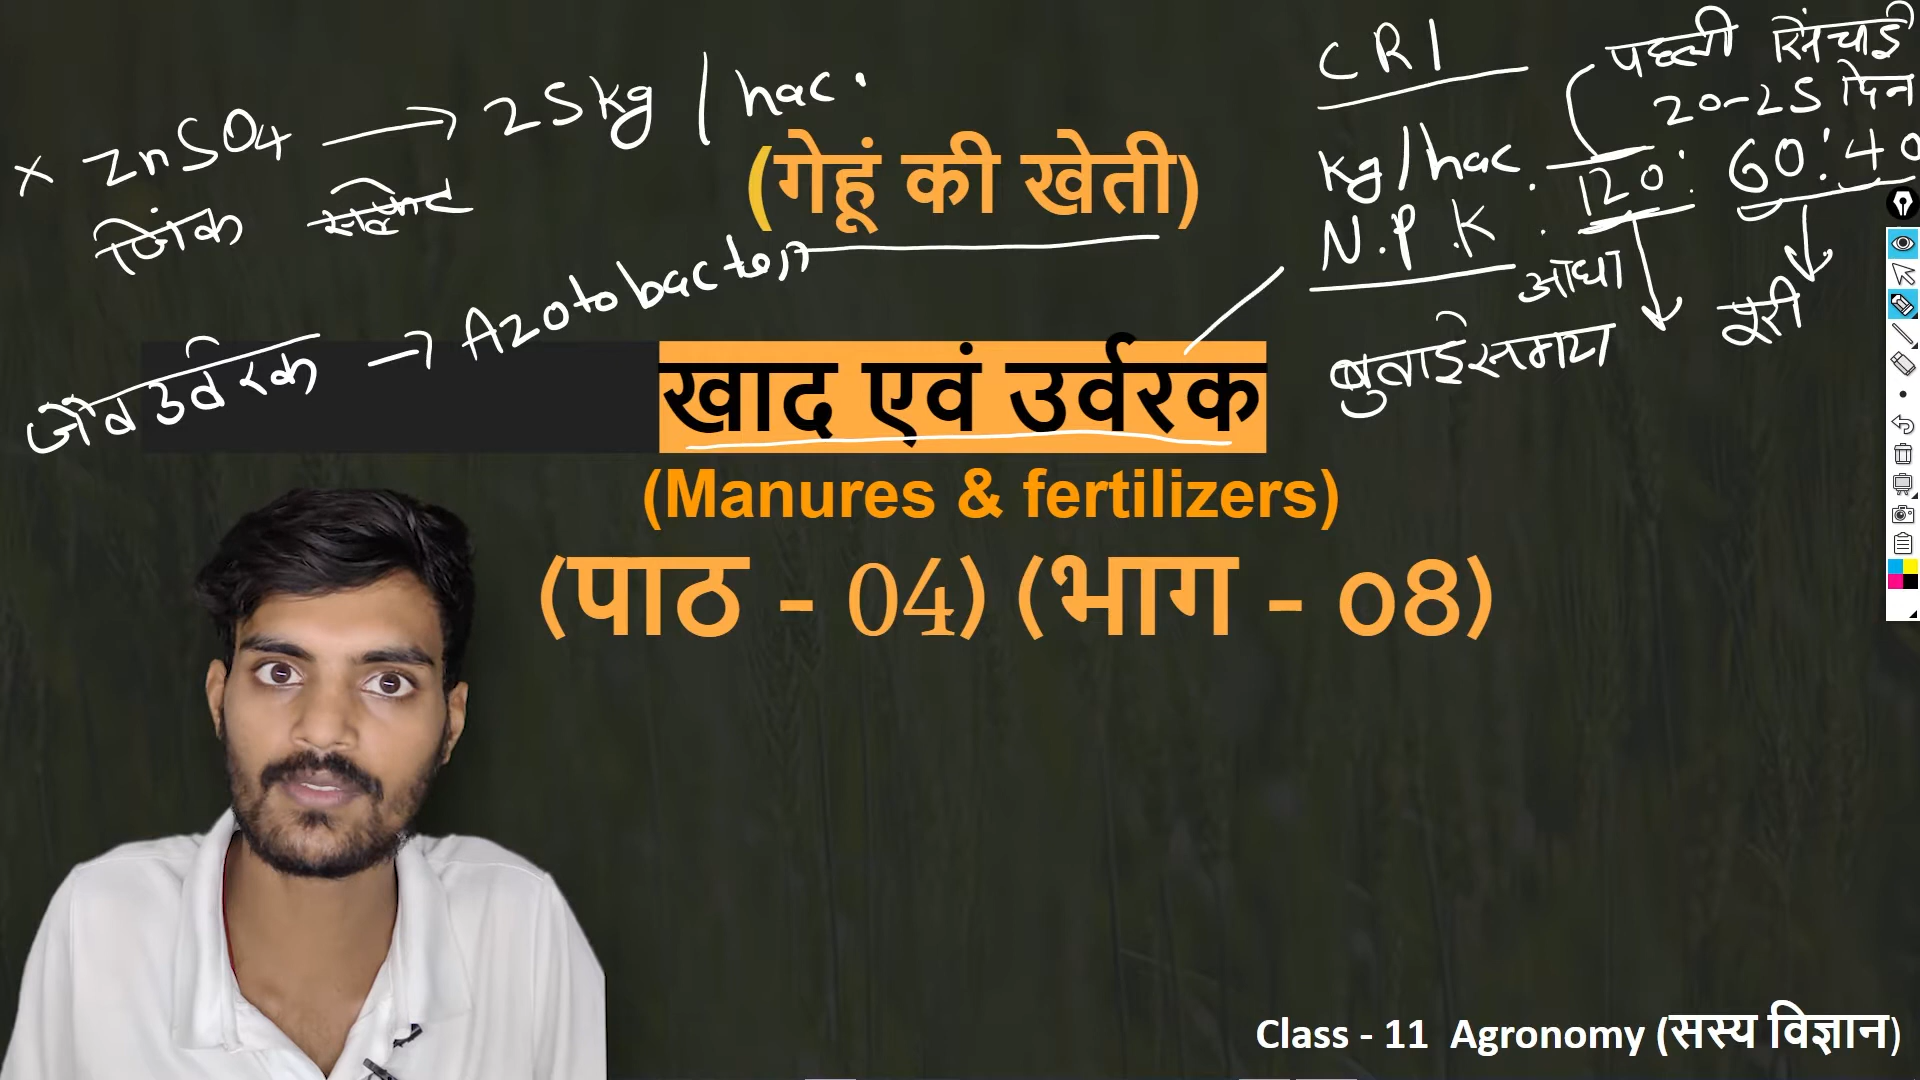 CRI
पहली सिंचाई
20-25 दिन
× ZnSO4 → 25kg / hac.
जिंक सल्फेट
(गेहूं की खेती)
kg/hac. 120: 60:40
N.P.K.
आधा
पूरी
बुवाई समय
जैव उर्वरक → Azotobacter
खाद एवं उर्वरक
(Manures & fertilizers)
(पाठ - 04) (भाग - 08)
Class - 11 Agronomy (सस्य विज्ञान)